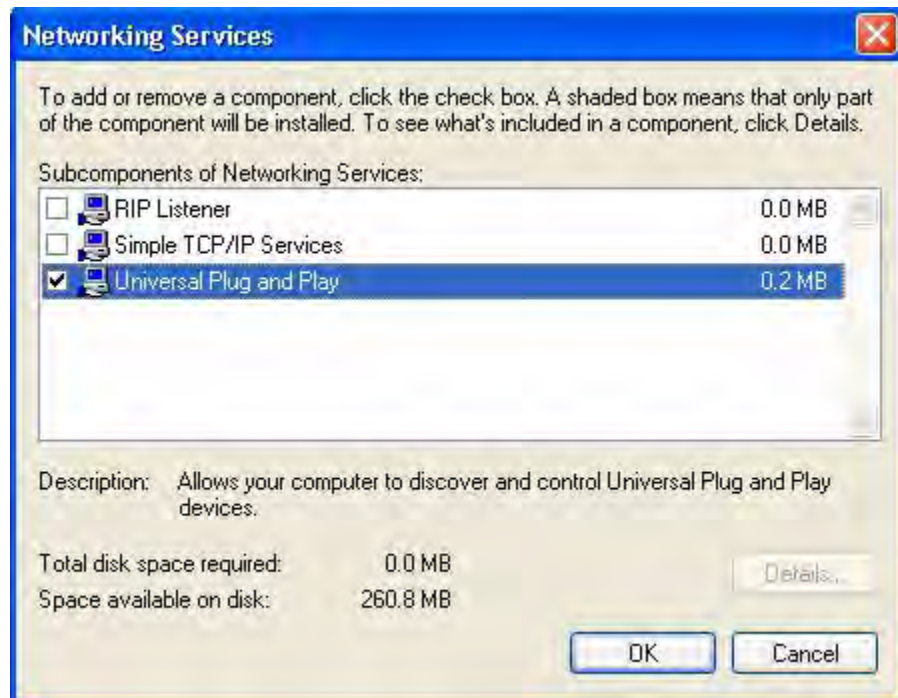 Networking Services
To add or remove a component, click the check box. A shaded box means that only part
of the component will be installed. To see what's included in a component, click Details.
Subcomponents of Networking Services:
RIP Listener 0.0 MB
Simple TCP/IP Services 0.0 MB
Universal Plug and Play 0.2 MB
Description: Allows your computer to discover and control Universal Plug and Play
devices.
Total disk space required: 0.0 MB
Space available on disk: 260.8 MB
Details...
OK Cancel